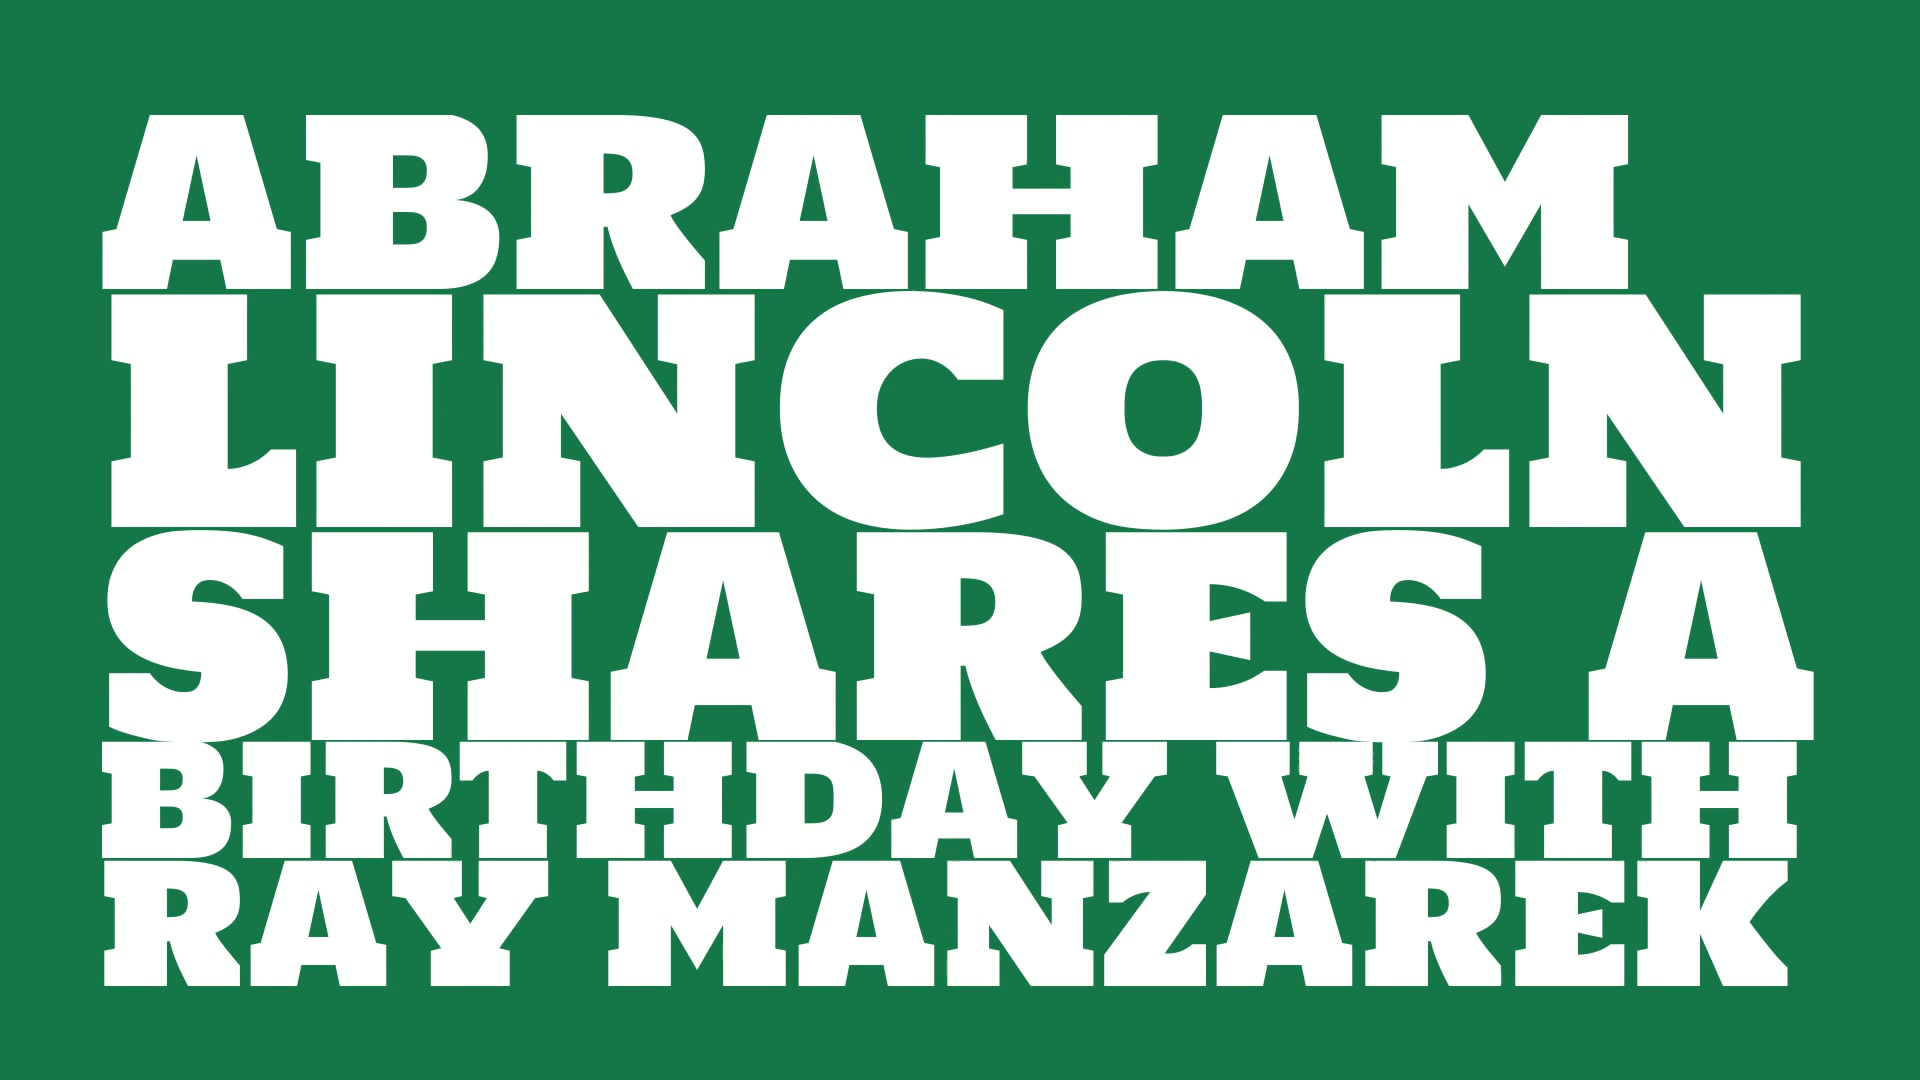 ABRAHAM
LINCOLN
SHARES A
BIRTHDAY WITH
RAY MANZAREK